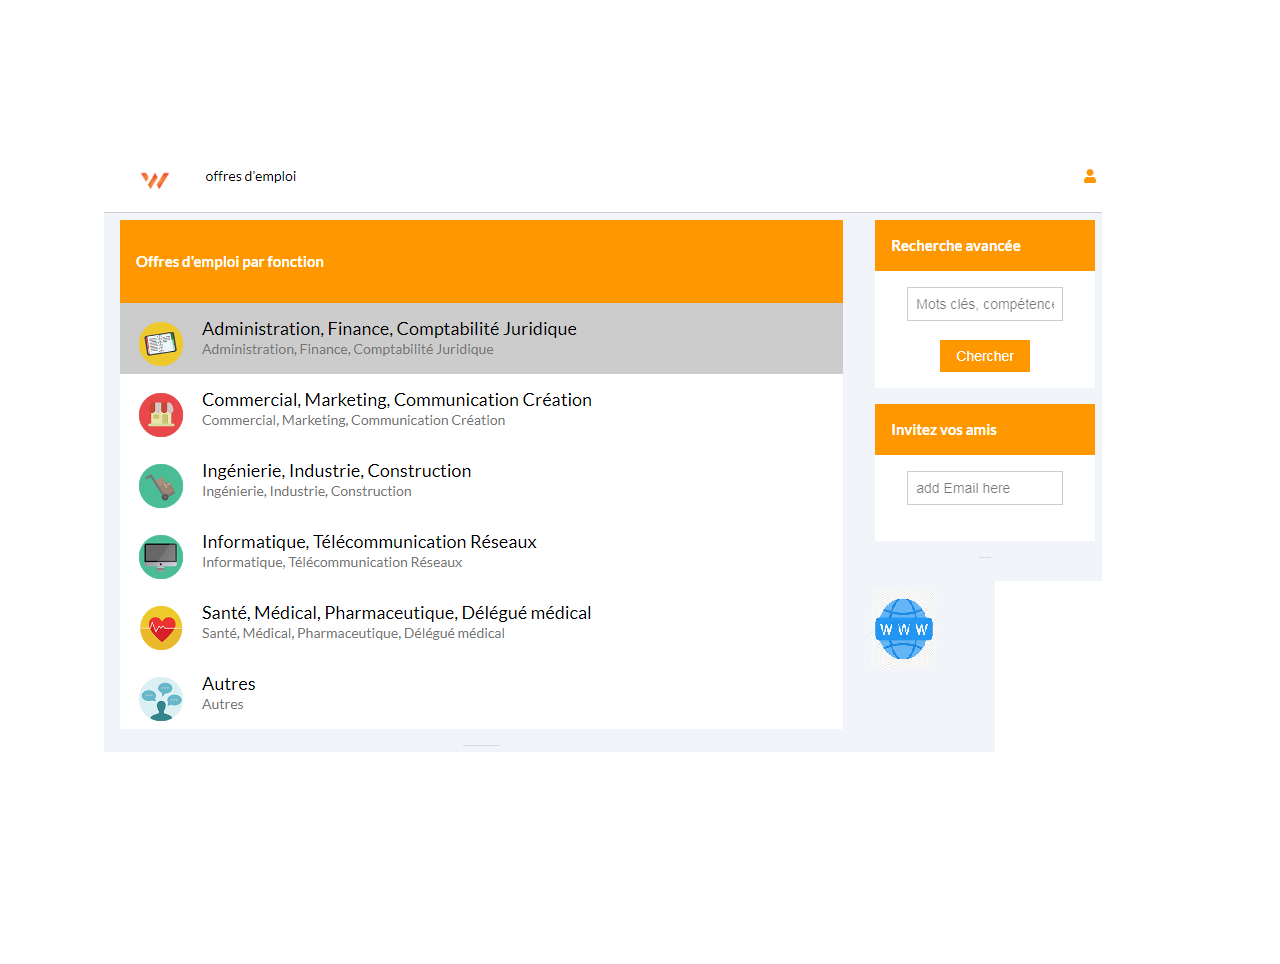 offres d'emploi
Offres d'emploi par fonction
Administration, Finance, Comptabilité Juridique
Administration, Finance, Comptabilité Juridique
Commercial, Marketing, Communication Création
Commercial, Marketing, Communication Création
Ingénierie, Industrie, Construction
Ingénierie, Industrie, Construction
Informatique, Télécommunication Réseaux
Informatique, Télécommunication Réseaux
Santé, Médical, Pharmaceutique, Délégué médical
Santé, Médical, Pharmaceutique, Délégué médical
Autres
Autres
Recherche avancée
Mots clés, compétence
Chercher
Invitez vos amis
add Email here
WWW